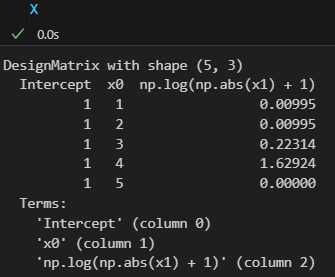 X
0.0s
DesignMatrix with shape (5, 3)
Intercept x0 np.log(np.abs(x1) + 1)
1 1 0.00995
1 2 0.00995
1 3 0.22314
1 4 1.62924
1 5 0.00000
Terms:
'Intercept' (column 0)
'x0' (column 1)
'np.log(np.abs(x1) + 1)' (column 2)